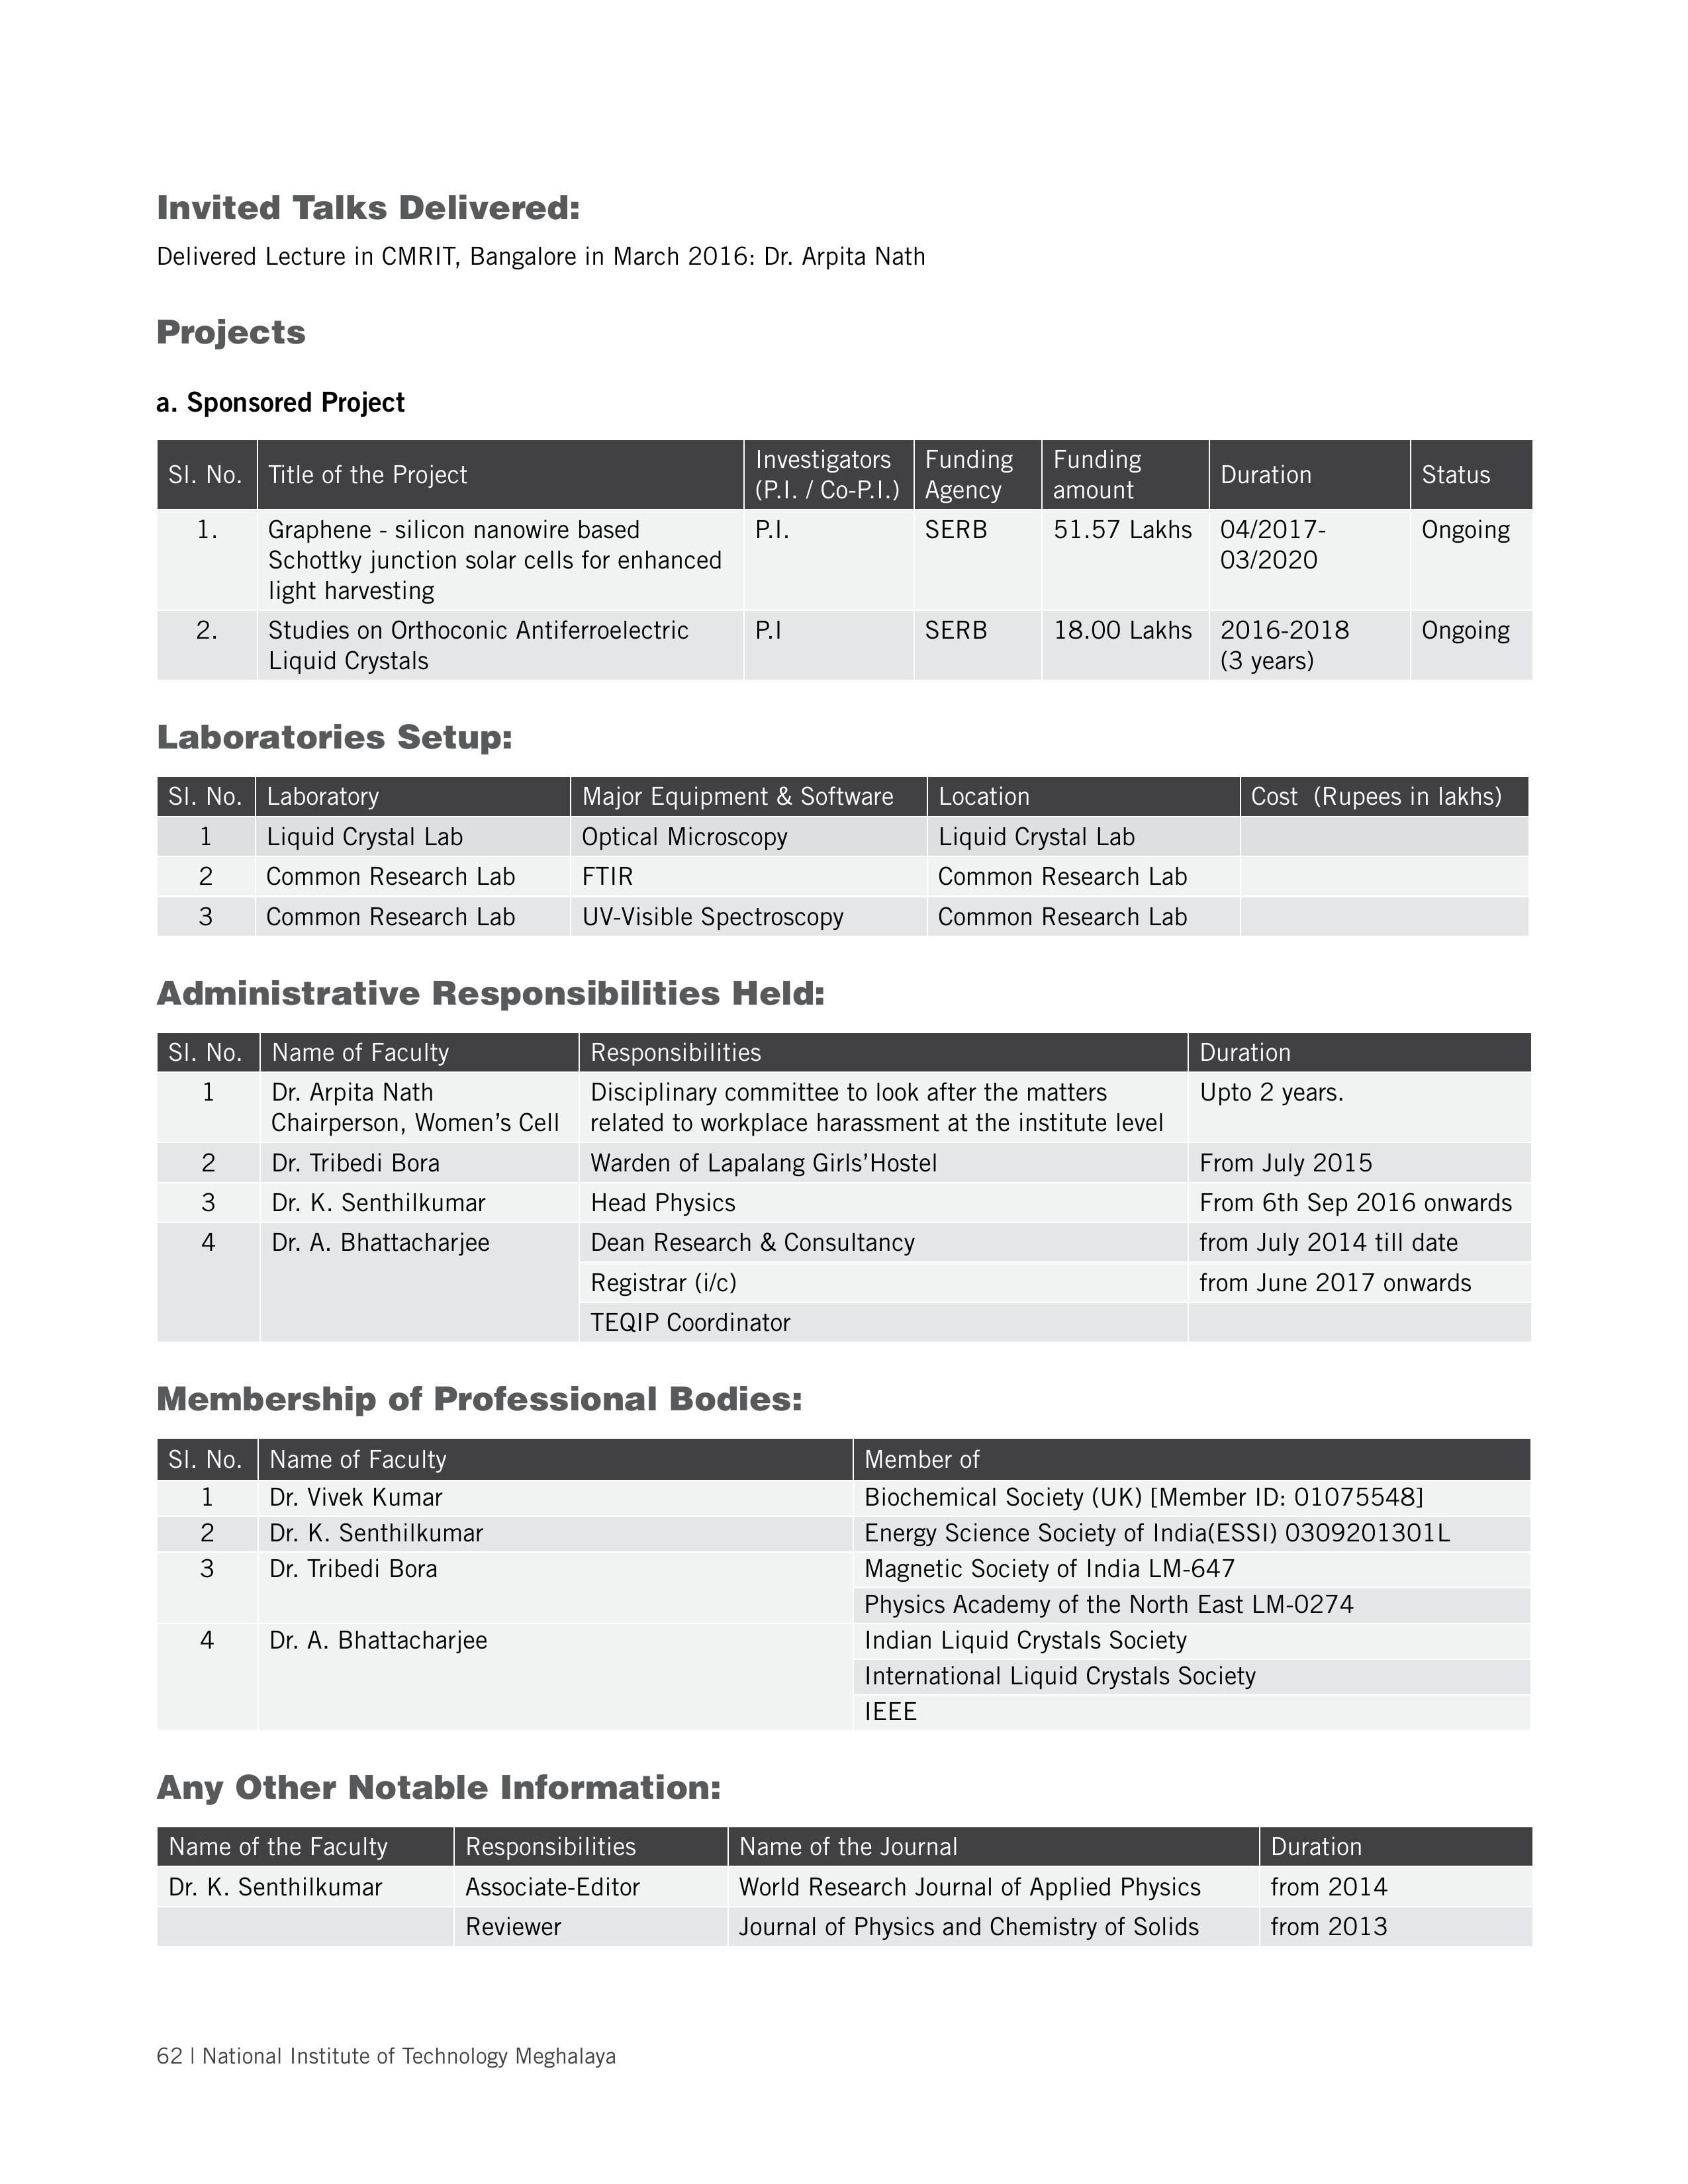 Invited Talks Delivered:
Delivered Lecture in CMRIT, Bangalore in March 2016: Dr. Arpita Nath
Projects
a. Sponsored Project
Sl. No. Title of the Project Investigators (P.I. / Co-P.I.) Funding Agency Funding amount Duration Status
1. Graphene - silicon nanowire based P.I. SERB 51.57 Lakhs 04/2017- Ongoing
Schottky junction solar cells for enhanced 03/2020
light harvesting
2. Studies on Orthoconic Antiferroelectric P.I SERB 18.00 Lakhs 2016-2018 Ongoing
Liquid Crystals (3 years)
Laboratories Setup:
Sl. No. Laboratory Major Equipment & Software Location Cost (Rupees in lakhs)
1 Liquid Crystal Lab Optical Microscopy Liquid Crystal Lab
2 Common Research Lab FTIR Common Research Lab
3 Common Research Lab UV-Visible Spectroscopy Common Research Lab
Administrative Responsibilities Held:
Sl. No. Name of Faculty Responsibilities Duration
1 Dr. Arpita Nath Disciplinary committee to look after the matters Upto 2 years.
Chairperson, Women’s Cell related to workplace harassment at the institute level
2 Dr. Tribedi Bora Warden of Lapalang Girls’Hostel From July 2015
3 Dr. K. Senthilkumar Head Physics From 6th Sep 2016 onwards
4 Dr. A. Bhattacharjee Dean Research & Consultancy from July 2014 till date
Registrar (i/c) from June 2017 onwards
TEQIP Coordinator
Membership of Professional Bodies:
Sl. No. Name of Faculty Member of
1 Dr. Vivek Kumar Biochemical Society (UK) [Member ID: 01075548]
2 Dr. K. Senthilkumar Energy Science Society of India(ESSI) 0309201301L
3 Dr. Tribedi Bora Magnetic Society of India LM-647
Physics Academy of the North East LM-0274
4 Dr. A. Bhattacharjee Indian Liquid Crystals Society
International Liquid Crystals Society
IEEE
Any Other Notable Information:
Name of the Faculty Responsibilities Name of the Journal Duration
Dr. K. Senthilkumar Associate-Editor World Research Journal of Applied Physics from 2014
Reviewer Journal of Physics and Chemistry of Solids from 2013
62 | National Institute of Technology Meghalaya